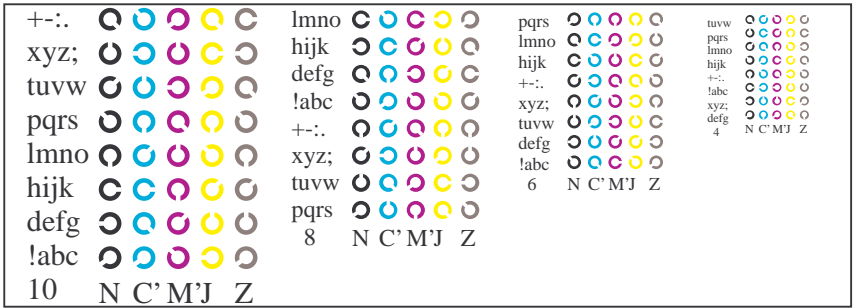 +-:.
xyz;
tuvw
pqrs
lmno
hijk
defg
!abc
10 N C' M'J Z
lmno
hijk
defg
!abc
+-:.
xyz;
tuvw
pqrs
8 N C' M'J Z
pqrs
lmno
hijk
+-:.
xyz;
tuvw
defg
!abc
6 N C' M'J Z
tuvw
pqrs
lmno
hijk
+-:.
!abc
xyz;
defg
4 N C' M'J Z